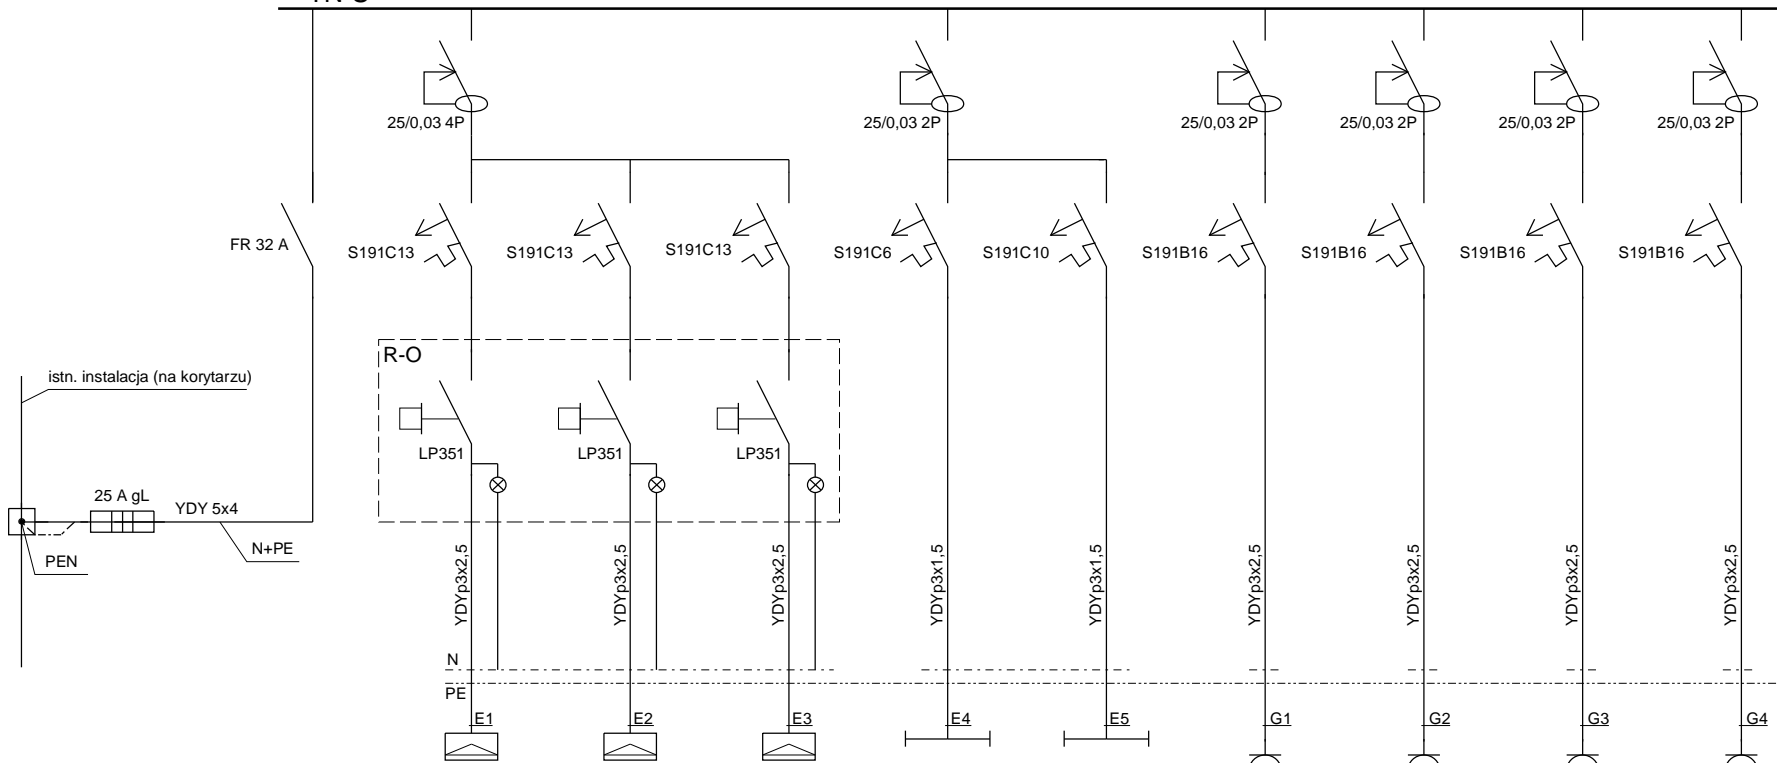 25/0,03 4P
25/0,03 2P
25/0,03 2P
25/0,03 2P
25/0,03 2P
25/0,03 2P
FR 32 A
S191C13
S191C13
S191C13
S191C6
S191C10
S191B16
S191B16
S191B16
S191B16
R-O
istn. instalacja (na korytarzu)
LP351
LP351
LP351
25 A gL
YDY 5x4
N+PE
PEN
YDYp3x2,5
YDYp3x2,5
YDYp3x2,5
YDYp3x1,5
YDYp3x1,5
YDYp3x2,5
YDYp3x2,5
YDYp3x2,5
YDYp3x2,5
N
PE
E1
E2
E3
E4
E5
G1
G2
G3
G4